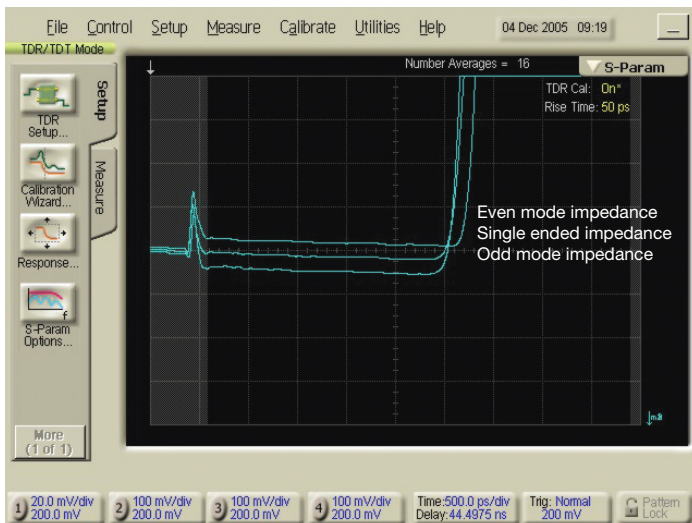 File Control Setup Measure Calibrate Utilities Help 04 Dec 2005 09:19
TDR/TDT Mode
Number Averages = 16
S-Param
TDR Cal: On*
Rise Time: 50 ps
Setup
Measure
TDR
Setup...
Calibration
Wizard...
Response...
f
S-Param
Options...
More
(1 of 1)
Even mode impedance
Single ended impedance
Odd mode impedance
1 20.0 mV/div
200.0 mV
2 100 mV/div
200.0 mV
3 100 mV/div
200.0 mV
4 100 mV/div
200.0 mV
Time:500.0 ps/div
Delay:44.4975 ns
Trig: Normal
200 mV
Pattern
Lock